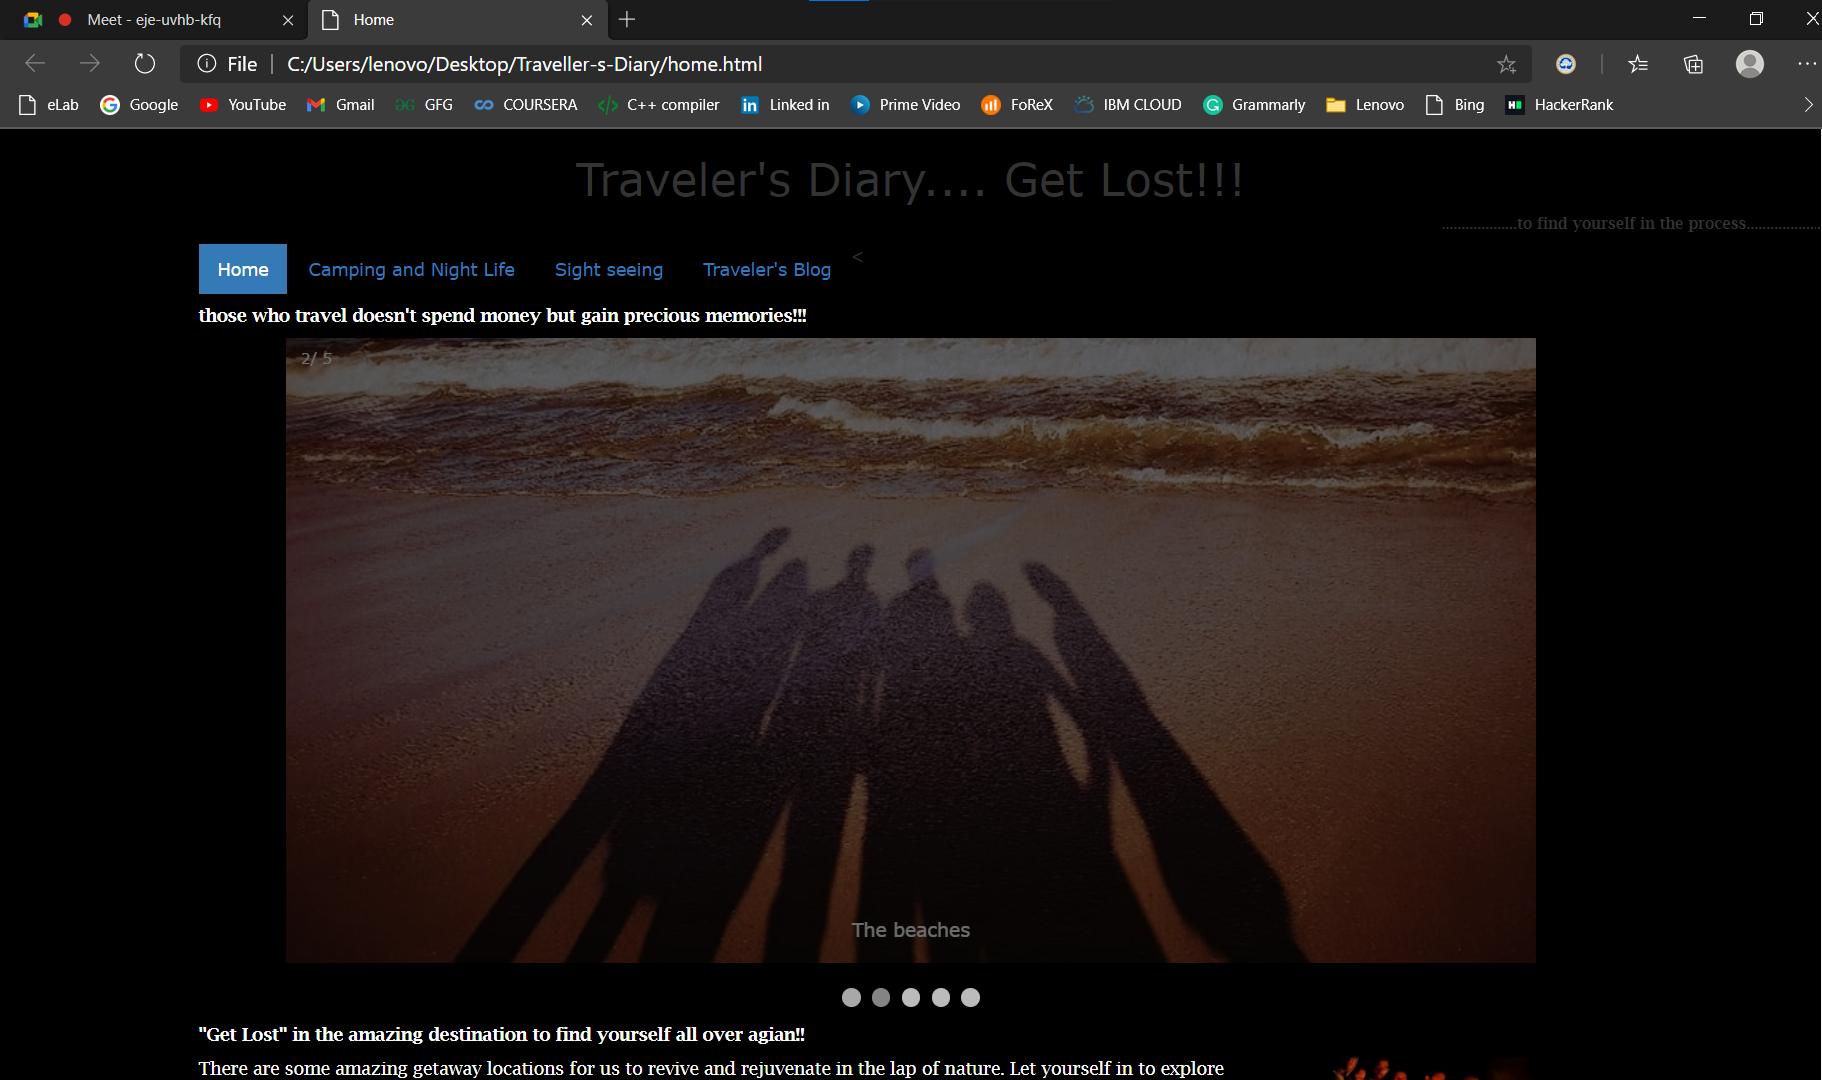 Meet - eje-uvhb-kfq
Home
File | C:/Users/lenovo/Desktop/Traveller-s-Diary/home.html
eLab Google YouTube Gmail GFG COURSERA C++ compiler Linked in Prime Video FoReX IBM CLOUD Grammarly Lenovo Bing HackerRank
Traveler's Diary.... Get Lost!!!
...................to find yourself in the process...................
Home Camping and Night Life Sight seeing Traveler's Blog <
those who travel doesn't spend money but gain precious memories!!!
2/ 5
The beaches
"Get Lost" in the amazing destination to find yourself all over agian!!
There are some amazing getaway locations for us to revive and rejuvenate in the lap of nature. Let yourself in to explore